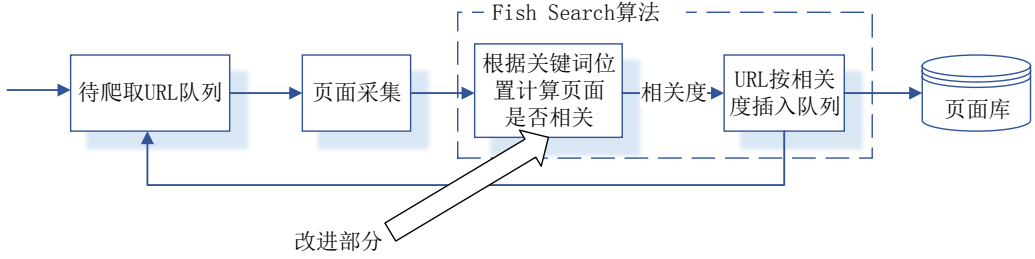 Fish Search算法
待爬取URL队列
页面采集
根据关键词位
置计算页面
是否相关
相关度
URL按相关
度插入队列
页面库
改进部分